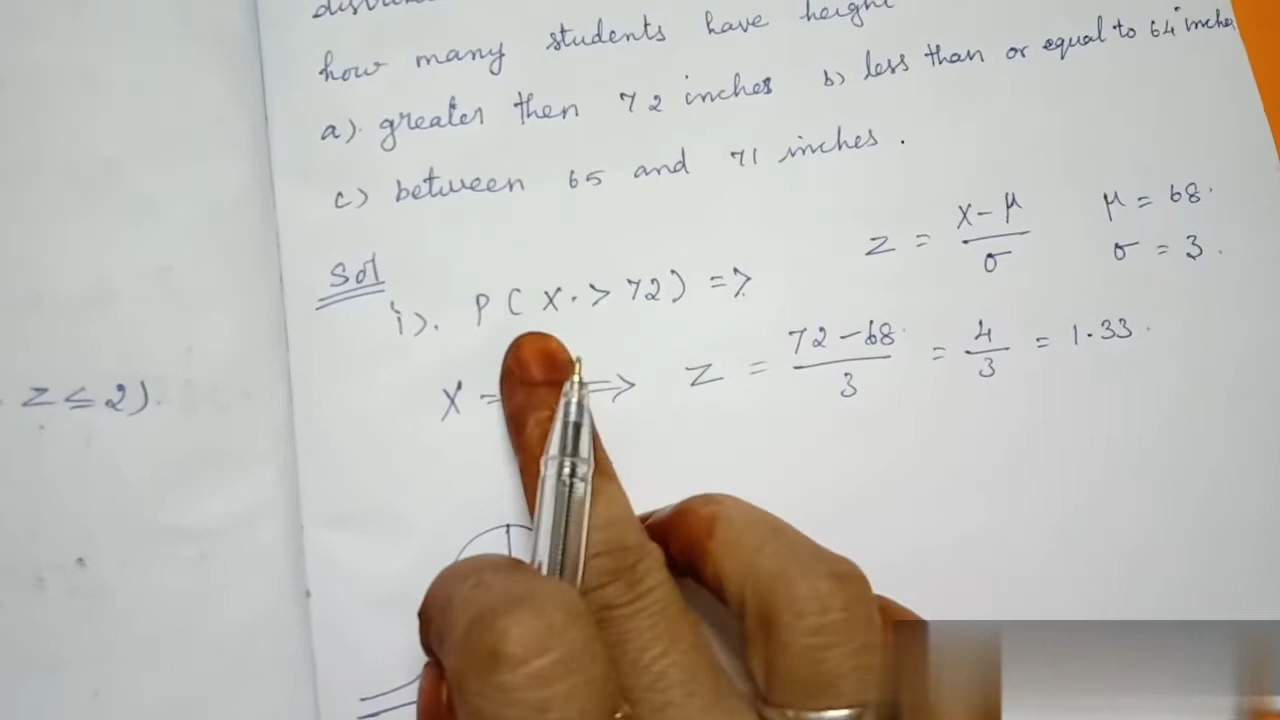 how many students have height
a). greater then 72 inches b) less than or equal to 64" inches
c) between 65 and 71 inches.
Sol
z = X-μ / σ μ = 68.
σ = 3.
i). P(X.>72) =>
X = => Z = 72-68 / 3 = 4/3 = 1.33.
Z ≤ 2).